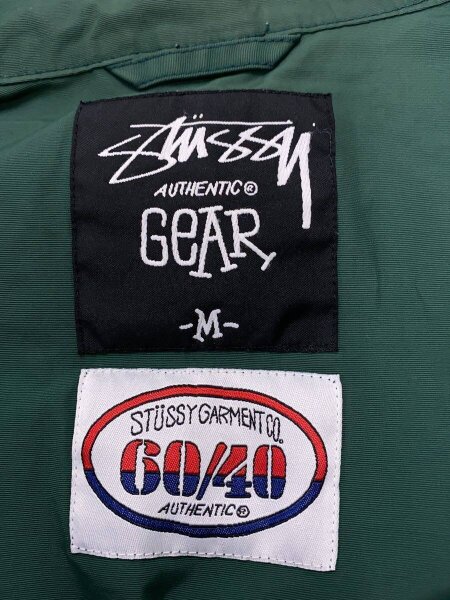 STÜSSY
AUTHENTIC®
GEAR
-M-
STÜSSY GARMENT CO.
60/40
AUTHENTIC®